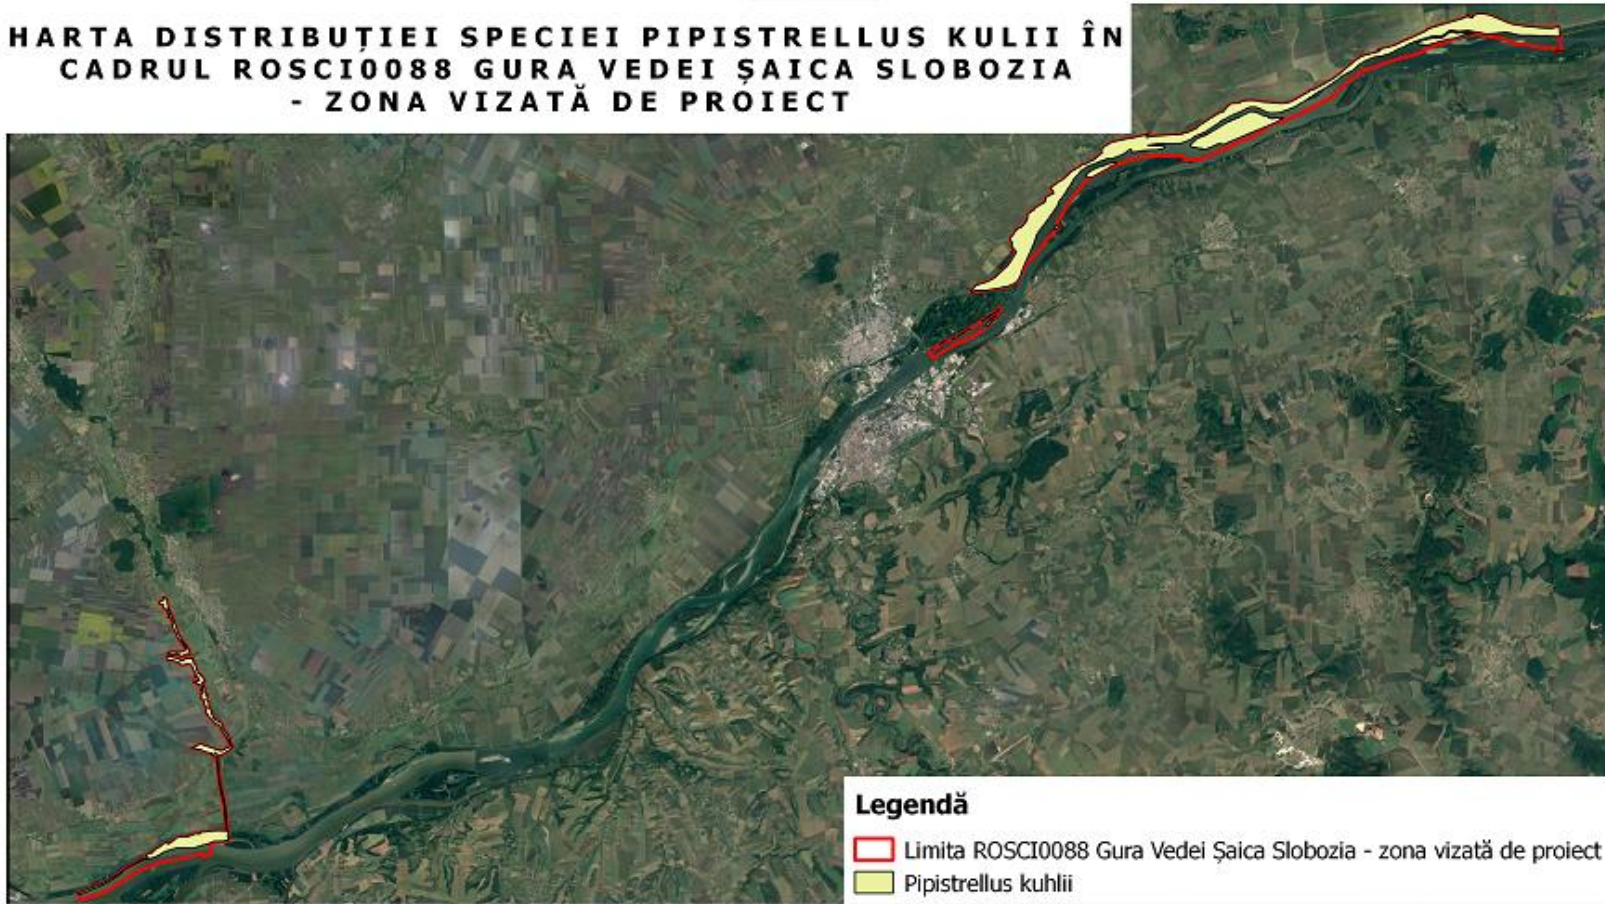 HARTA DISTRIBUȚIEI SPECIEI PIPISTRELLUS KULII ÎN
CADRUL ROSCI0088 GURA VEDEI ȘAICA SLOBOZIA
- ZONA VIZATĂ DE PROIECT
Legendă
Limita ROSCI0088 Gura Vedei Șaica Slobozia - zona vizată de proiect
Pipistrellus kuhlii